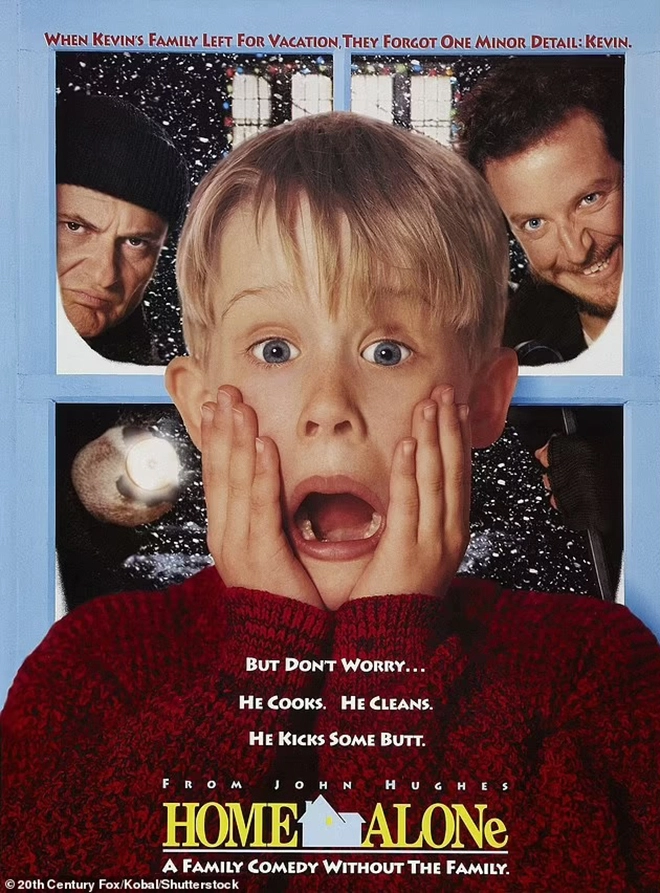 WHEN KEVIN'S FAMILY LEFT FOR VACATION, THEY FORGOT ONE MINOR DETAIL: KEVIN.
BUT DON'T WORRY...
HE COOKS. HE CLEANS.
HE KICKS SOME BUTT.
FROM JOHN HUGHES
HOME ALONe
A FAMILY COMEDY WITHOUT THE FAMILY.
© 20th Century Fox/Kobal/Shutterstock